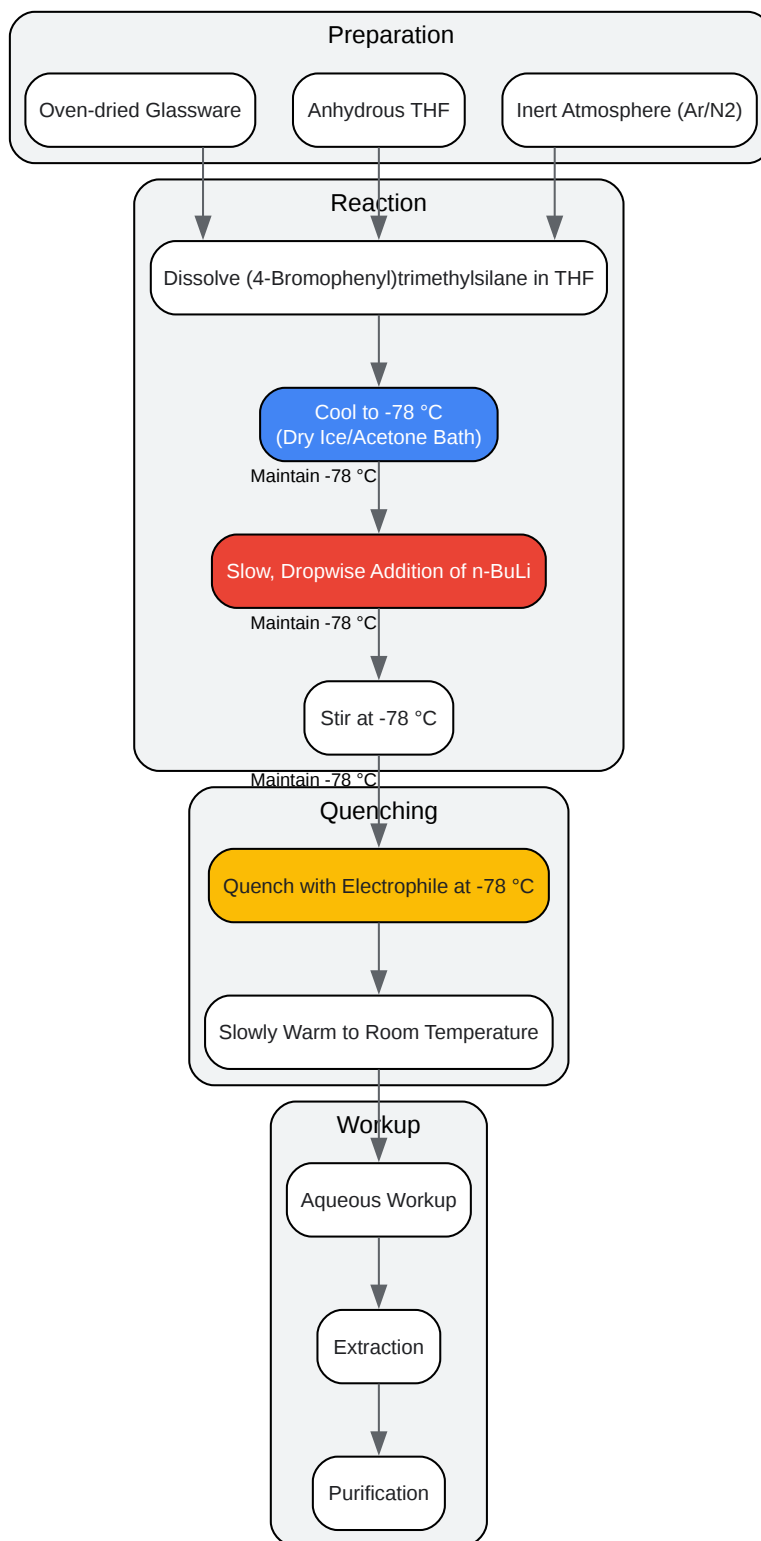 Preparation
Oven-dried Glassware
Anhydrous THF
Inert Atmosphere (Ar/N2)
Reaction
Dissolve (4-Bromophenyl)trimethylsilane in THF
Cool to -78 °C
(Dry Ice/Acetone Bath)
Maintain -78 °C
Slow, Dropwise Addition of n-BuLi
Maintain -78 °C
Stir at -78 °C
Maintain -78 °C
Quenching
Quench with Electrophile at -78 °C
Slowly Warm to Room Temperature
Workup
Aqueous Workup
Extraction
Purification